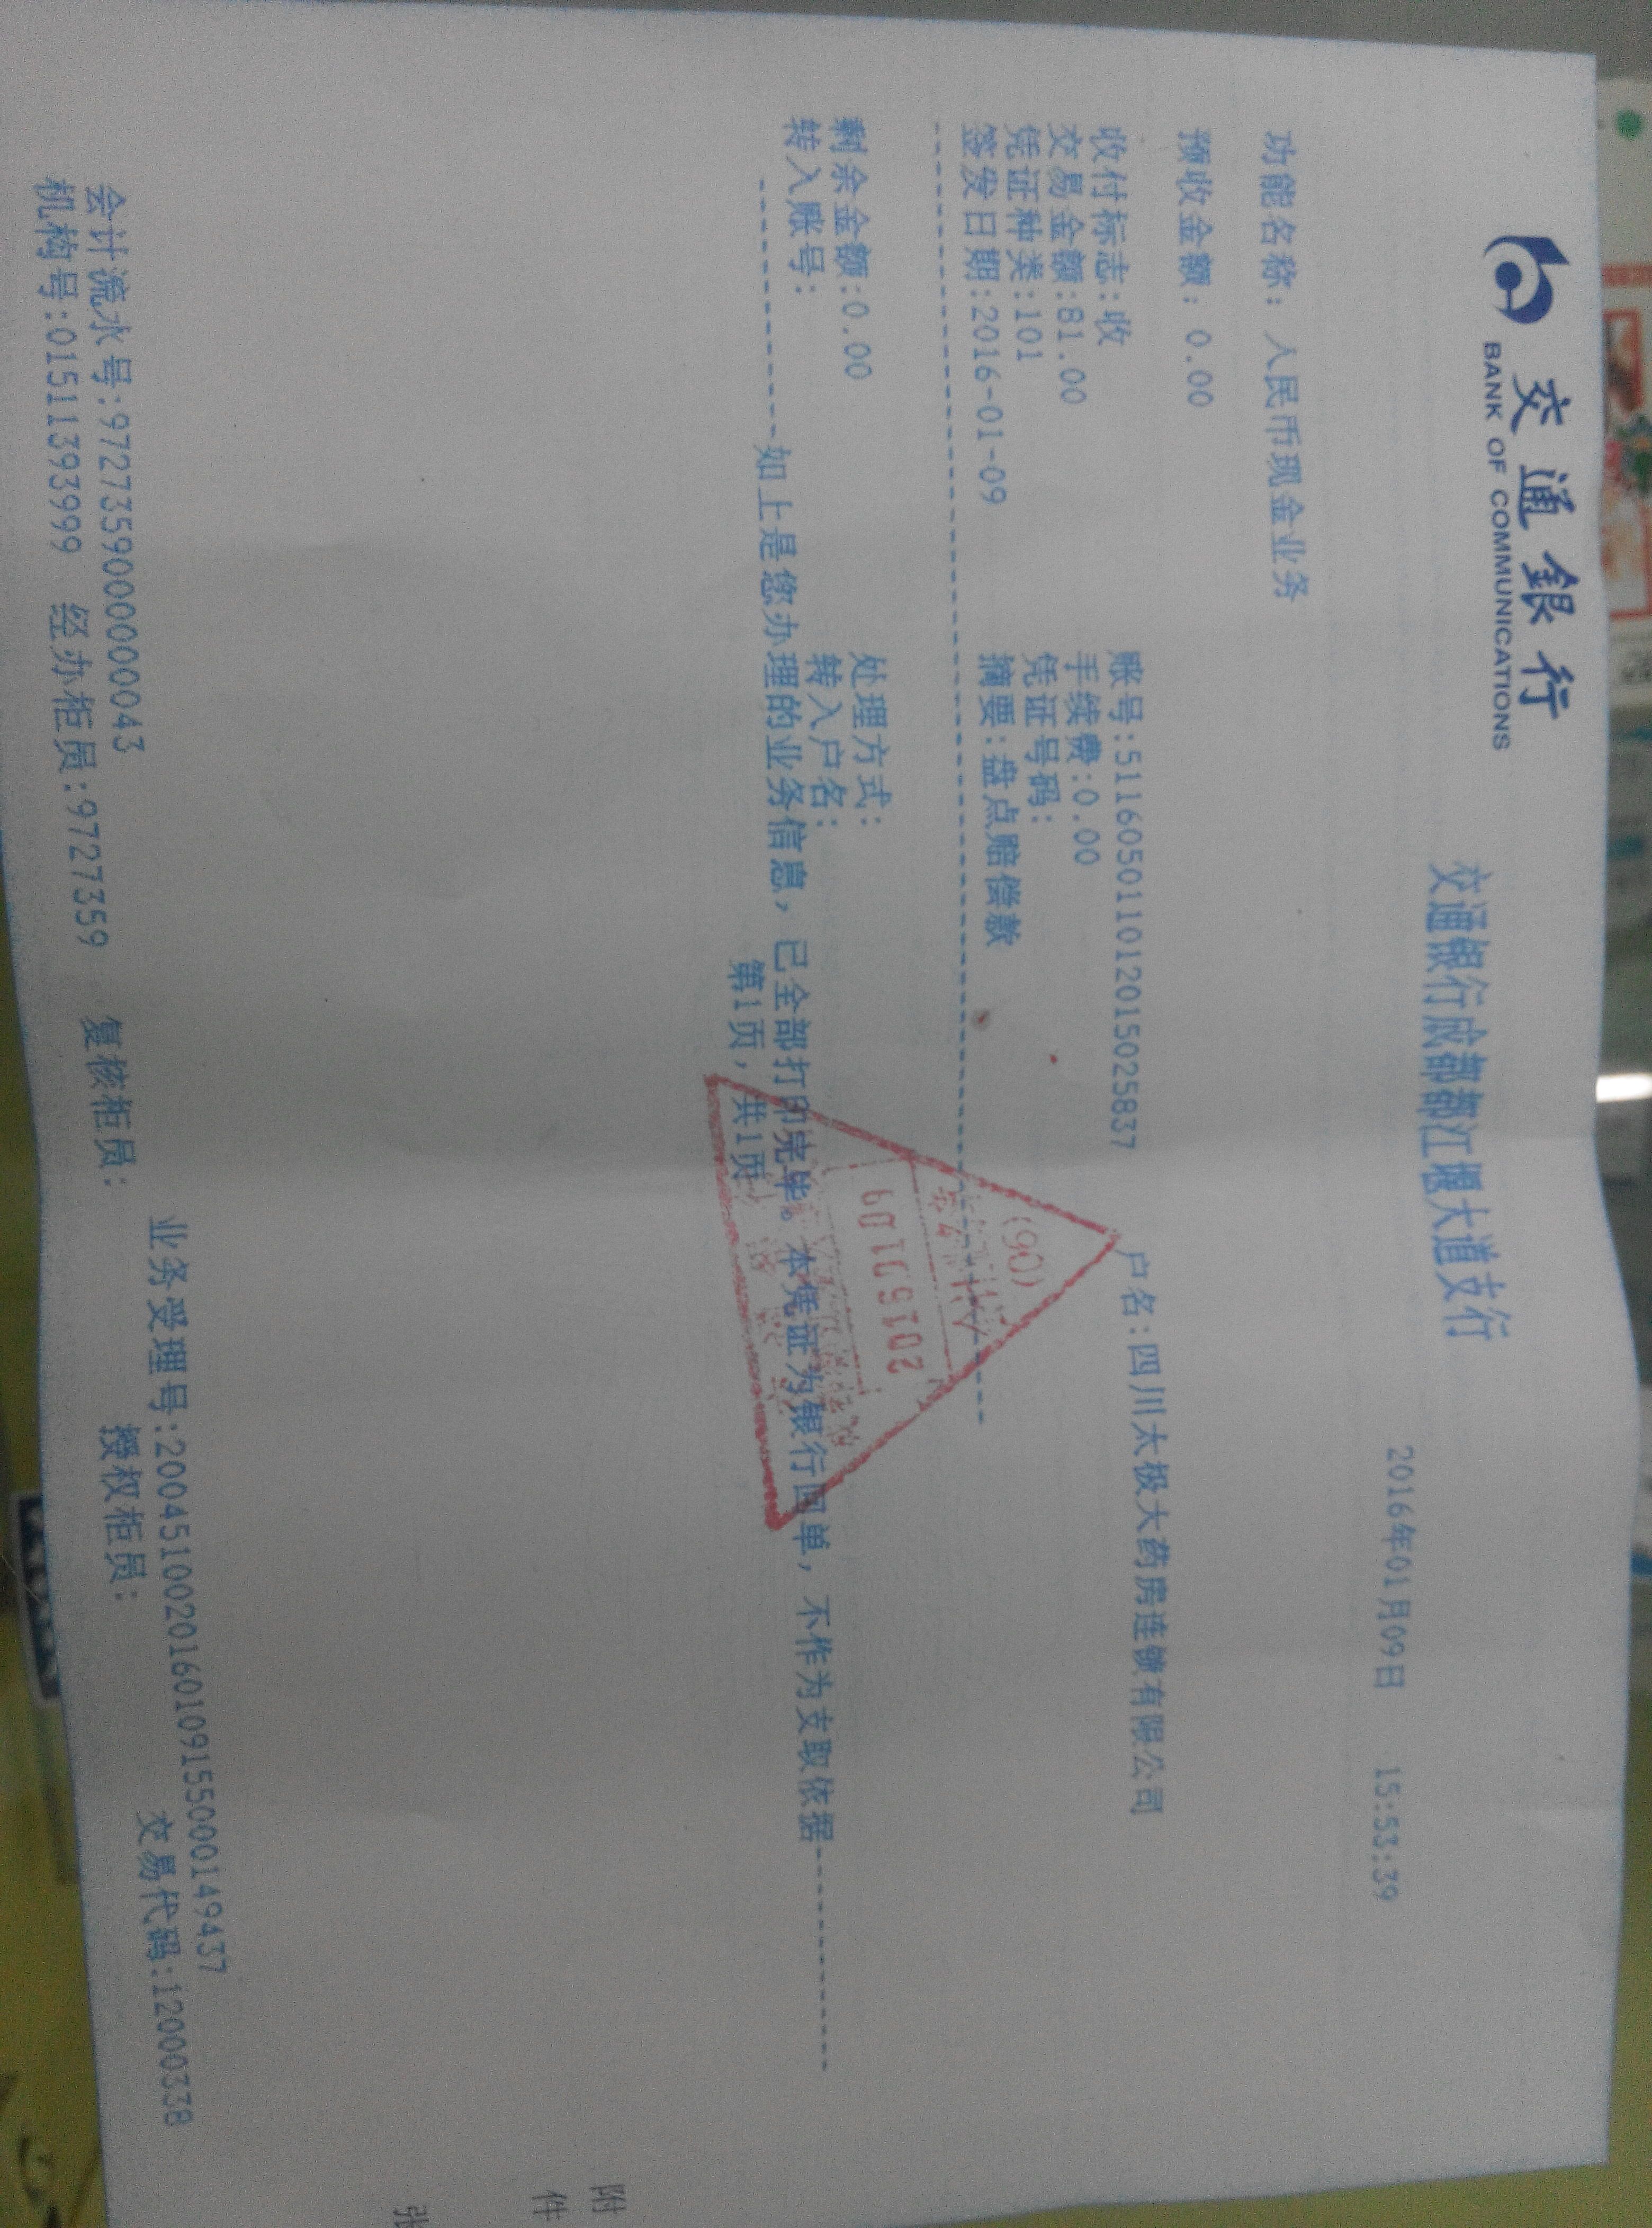 交通銀行
BANK OF COMMUNICATIONS
交通银行成都都江堰大道支行
2016年01月09日 15:53:39
功能名称: 人民币现金业务
预收金额: 0.00
收付标志:收 账号:511605011012015025837 户名:四川太极大药房连锁有限公司
交易金额:81.00 手续费:0.00
凭证种类:101 凭证号码:
签发日期:2016-01-09 摘要:盘点赔偿款
(06)
20150109
剩余金额:0.00 处理方式:
转入账号: 转入户名:
如上是您办理的业务信息,已全部打印完毕。本凭证为银行回单,不作为支取依据
第1页,共1页
附
件
张
会计流水号:972735900000043 业务受理号:2004510020160109155000149437
机构号:01511393999 经办柜员:9727359 复核柜员: 授权柜员: 交易代码:1200033B